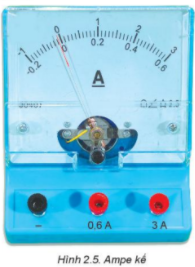 -1 0 1 2 3
-0.2 0 0.2 0.4 0.6
A
− 0.6 A 3 A
Hình 2.5. Ampe kế